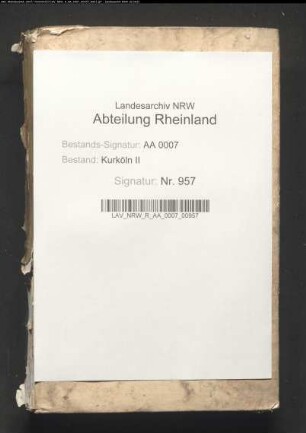 Landesarchiv NRW
Abteilung Rheinland
Bestands-Signatur: AA 0007
Bestand: Kurköln II
Signatur: Nr. 957
LAV_NRW_R_AA_0007_00957